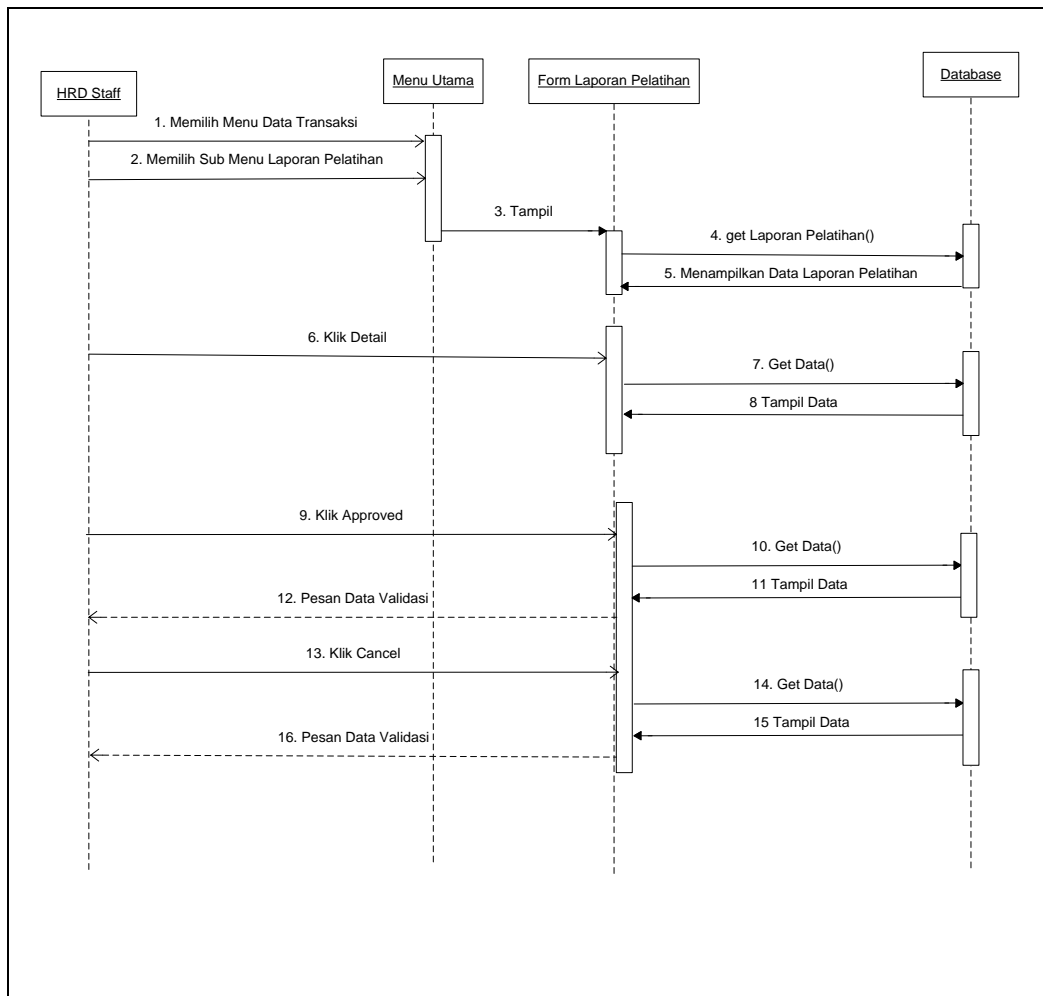 HRD Staff
Menu Utama
Form Laporan Pelatihan
Database
1. Memilih Menu Data Transaksi
2. Memilih Sub Menu Laporan Pelatihan
3. Tampil
4. get Laporan Pelatihan()
5. Menampilkan Data Laporan Pelatihan
6. Klik Detail
7. Get Data()
8 Tampil Data
9. Klik Approved
10. Get Data()
11 Tampil Data
12. Pesan Data Validasi
13. Klik Cancel
14. Get Data()
15 Tampil Data
16. Pesan Data Validasi